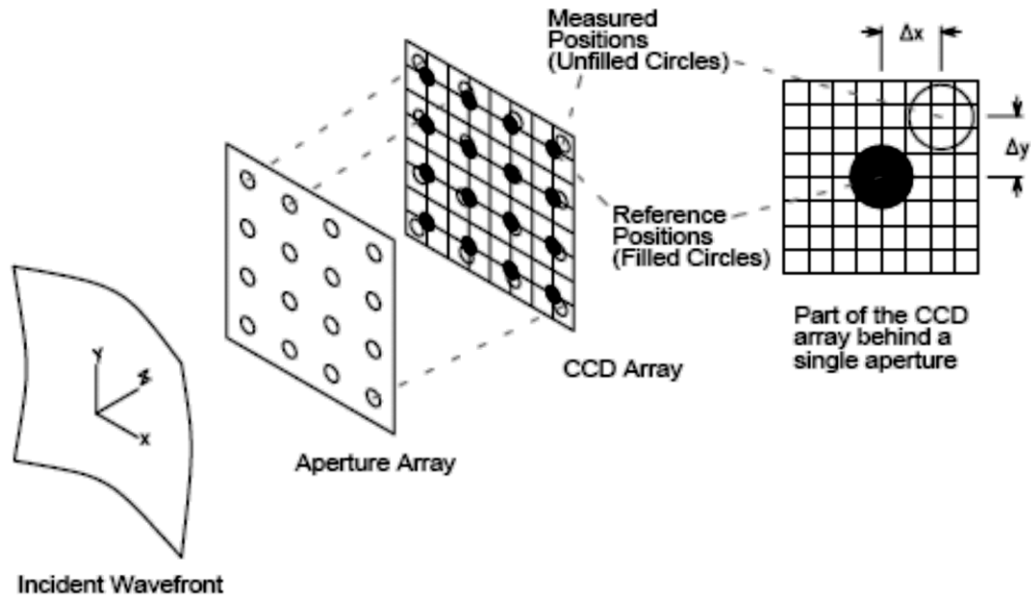 Measured
Positions
(Unfilled Circles)
Δx
Δy
Reference
Positions
(Filled Circles)
Part of the CCD
array behind a
single aperture
CCD Array
Y
Z
x
Aperture Array
Incident Wavefront